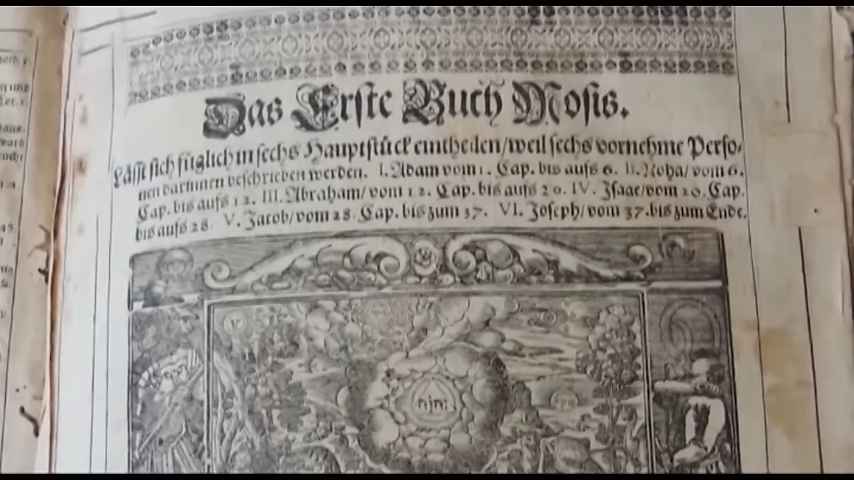 Das Erste Buch Mosis.
Lässt sich füglich in sechs Hauptstück eintheilen/weil sechs vornehme Perso-
nen darinnen beschrieben werden. I. Adam vom 1. Cap. bis aufs 6. II. Noha/ vom 6.
Cap. bis aufs 12. III. Abraham/ vom 12. Cap. bis aufs 20. IV. Isaac/vom 20. Cap.
bis aufs 28. V. Jacob/vom 28. Cap. bis zum 37. VI. Joseph/vom 37. bis zum Ende.